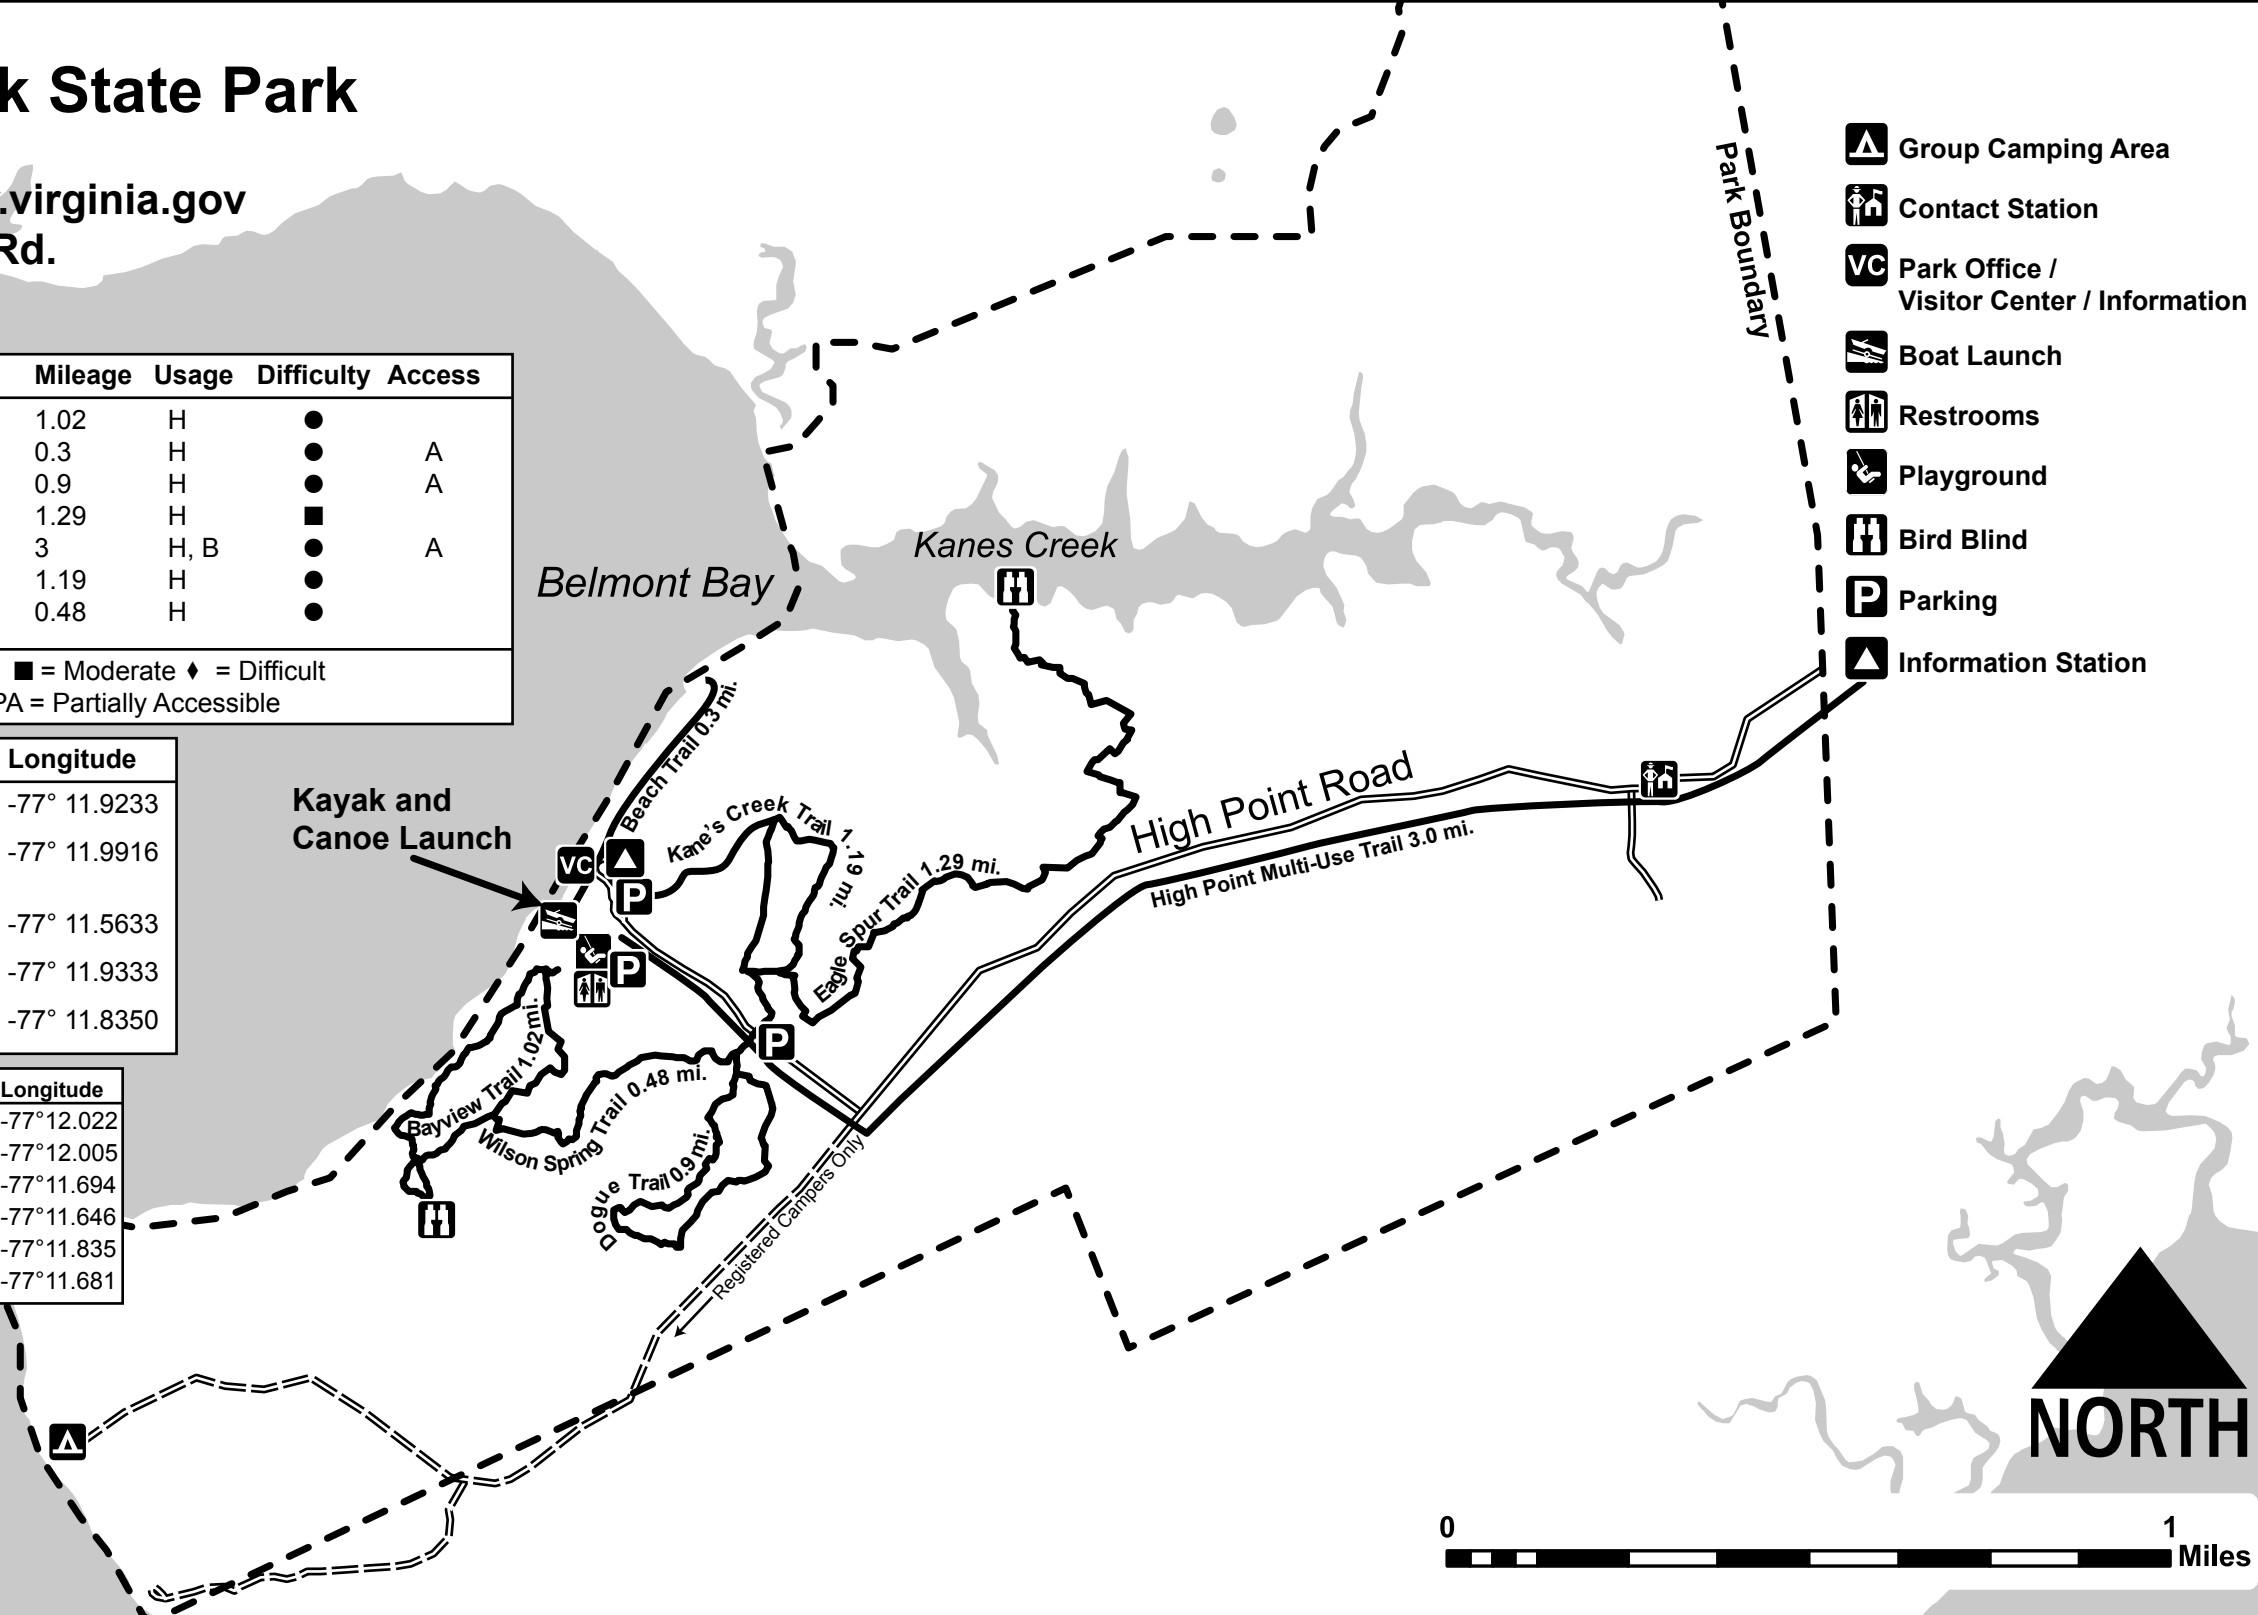 k State Park
.virginia.gov
Rd.
Mileage Usage Difficulty Access
1.02 H ●
0.3 H ● A
0.9 H ● A
1.29 H ■
3 H, B ● A
1.19 H ●
0.48 H ●
■ = Moderate ♦ = Difficult
PA = Partially Accessible
Longitude
-77° 11.9233
-77° 11.9916
-77° 11.5633
-77° 11.9333
-77° 11.8350
Longitude
-77°12.022
-77°12.005
-77°11.694
-77°11.646
-77°11.835
-77°11.681
Kayak and
Canoe Launch
Belmont Bay
Kanes Creek
Park Boundary
Beach Trail 0.3 mi.
Kane's Creek Trail 1.19 mi.
Eagle Spur Trail 1.29 mi.
High Point Road
High Point Multi-Use Trail 3.0 mi.
Bayview Trail 1.02 mi.
Wilson Spring Trail 0.48 mi.
Dogue Trail 0.9 mi.
Registered Campers Only
VC
P
P
P
Group Camping Area
Contact Station
VC Park Office /
Visitor Center / Information
Boat Launch
Restrooms
Playground
Bird Blind
P Parking
Information Station
NORTH
0 1
Miles